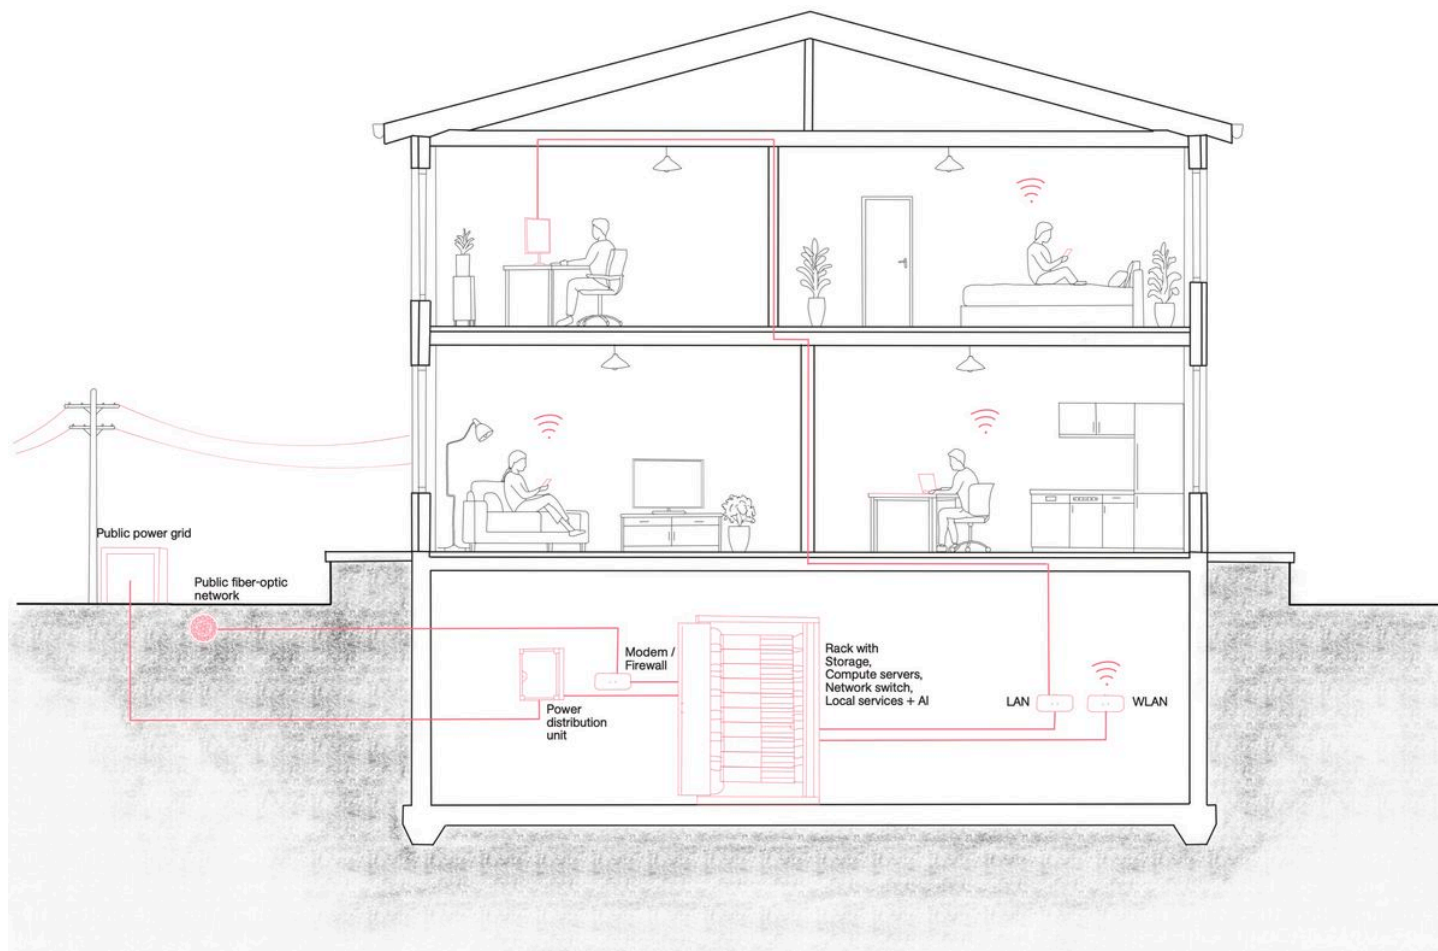 Public power grid
Public fiber-optic
network
Modem /
Firewall
Power
distribution
unit
Rack with
Storage,
Compute servers,
Network switch,
Local services + AI
LAN
WLAN